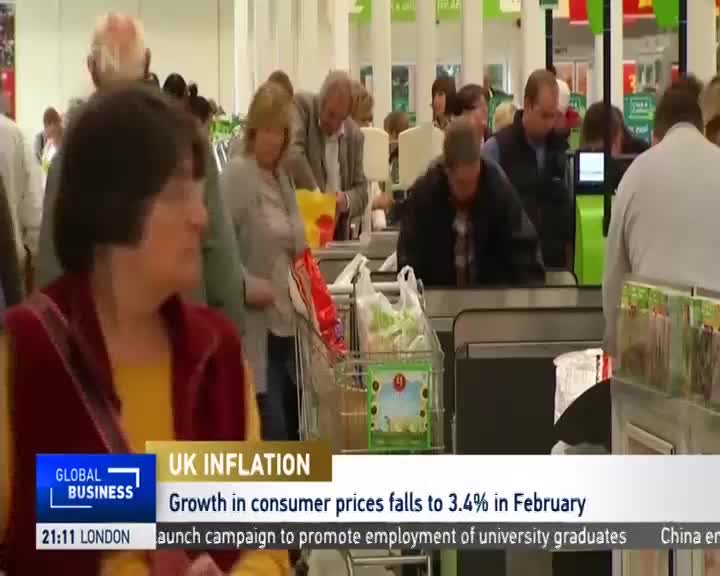 UK INFLATION
Growth in consumer prices falls to 3.4% in February
GLOBAL
BUSINESS
21:11 LONDON
launch campaign to promote employment of university graduates China